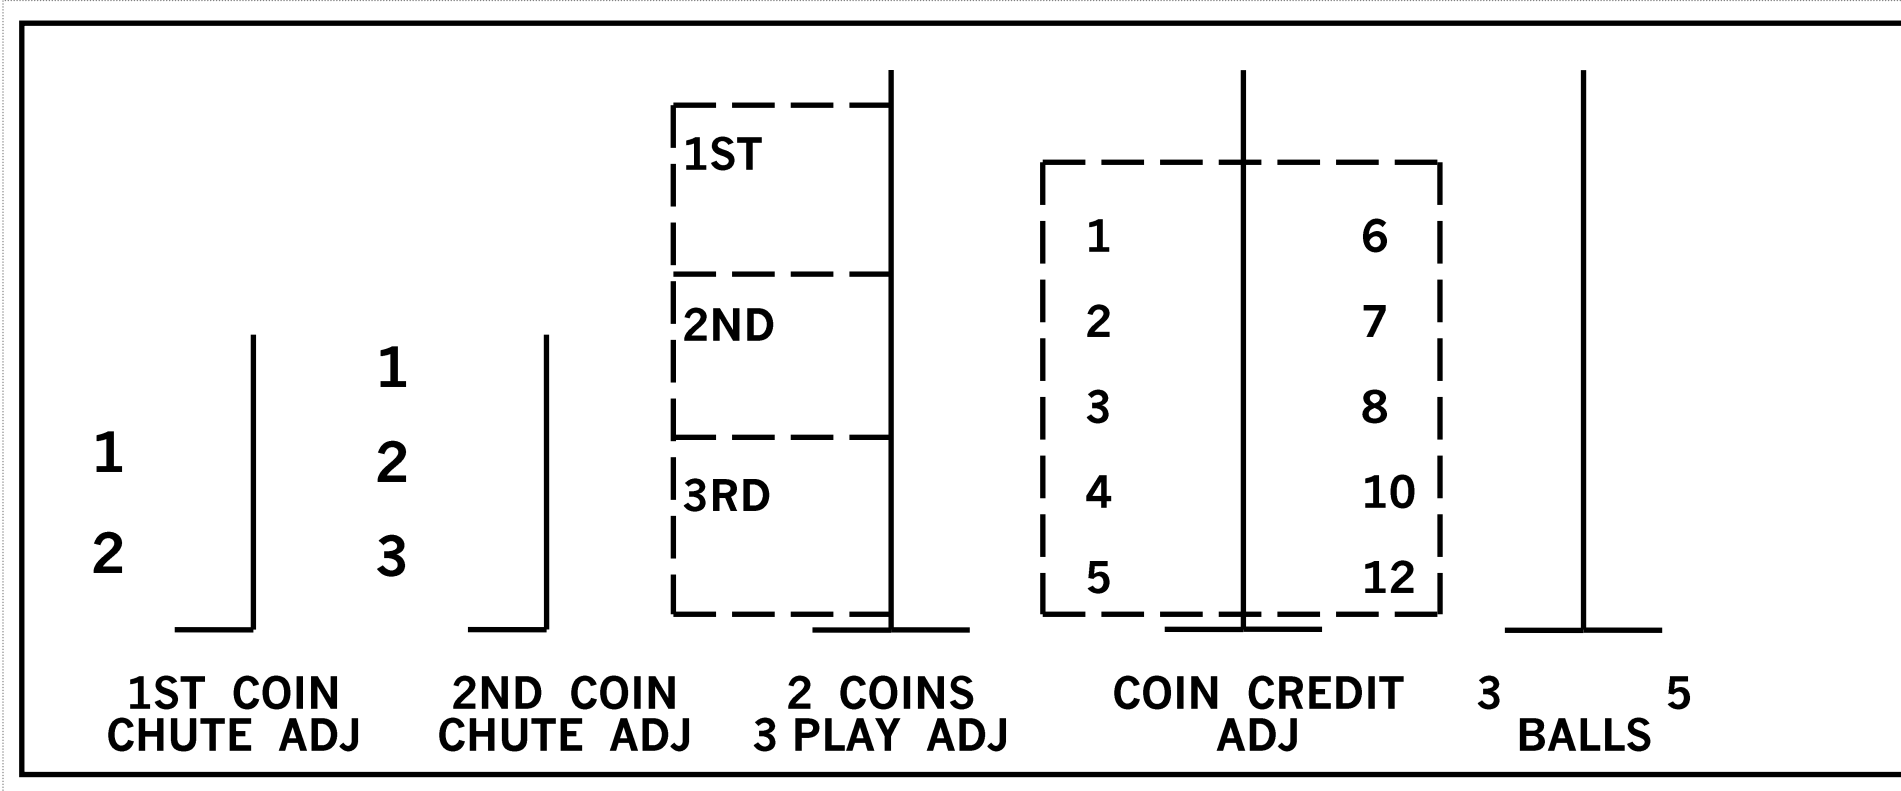 1
2
1ST COIN
CHUTE ADJ
1
2
3
2ND COIN
CHUTE ADJ
1ST
2ND
3RD
2 COINS
3 PLAY ADJ
1 6
2 7
3 8
4 10
5 12
COIN CREDIT
ADJ
3 5
BALLS